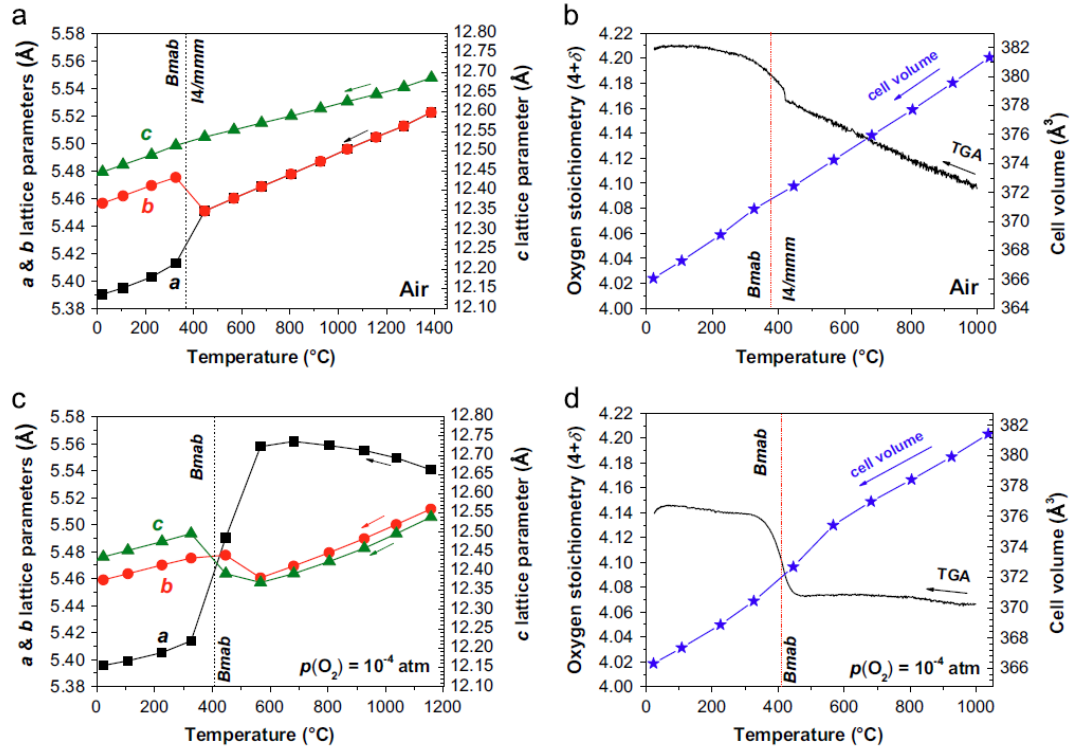 a
5.58
5.56
5.54
5.52
5.50
5.48
5.46
5.44
5.42
5.40
5.38
a & b lattice parameters (Å)
Bmab
I4/mmm
c
b
a
Air
12.80
12.75
12.70
12.65
12.60
12.55
12.50
12.45
12.40
12.35
12.30
12.25
12.20
12.15
12.10
c lattice parameter (Å)
0 200 400 600 800 1000 1200 1400
Temperature (°C)
b
4.22
4.20
4.18
4.16
4.14
4.12
4.10
4.08
4.06
4.04
4.02
4.00
Oxygen stoichiometry (4+δ)
cell volume
TGA
Bmab
I4/mmm
Air
382
380
378
376
374
372
370
368
366
364
Cell volume (Å³)
0 200 400 600 800 1000
Temperature (°C)
c
5.58
5.56
5.54
5.52
5.50
5.48
5.46
5.44
5.42
5.40
5.38
a & b lattice parameters (Å)
Bmab
c
b
a
Bmab
p(O₂) = 10⁻⁴ atm
12.80
12.75
12.70
12.65
12.60
12.55
12.50
12.45
12.40
12.35
12.30
12.25
12.20
12.15
12.10
c lattice parameter (Å)
0 200 400 600 800 1000 1200
Temperature (°C)
d
4.22
4.20
4.18
4.16
4.14
4.12
4.10
4.08
4.06
4.04
4.02
4.00
Oxygen stoichiometry (4+δ)
Bmab
cell volume
TGA
Bmab
p(O₂) = 10⁻⁴ atm
382
380
378
376
374
372
370
368
366
Cell volume (Å³)
0 200 400 600 800 1000
Temperature (°C)